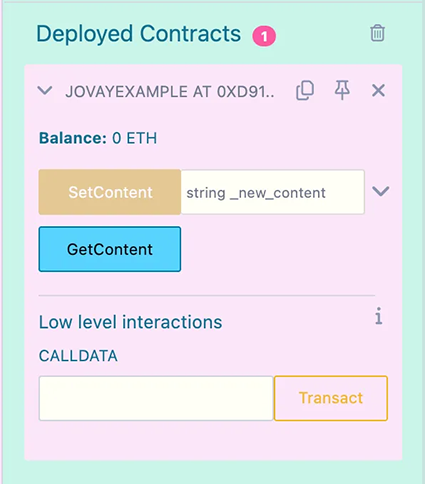 Deployed Contracts 1
JOVAYEXAMPLE AT 0XD91..
Balance: 0 ETH
SetContent string _new_content
GetContent
Low level interactions i
CALLDATA
Transact